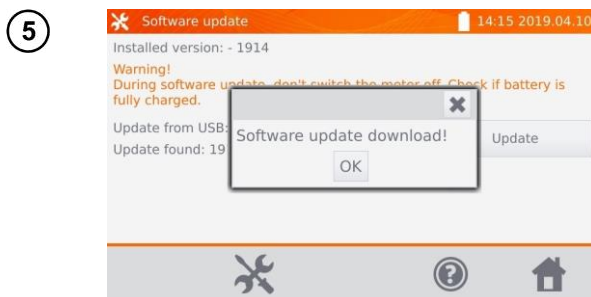 5
Software update
14:15 2019.04.10
Installed version: - 1914
Warning!
During software update, don't switch the meter off. Check if battery is
fully charged.
Update from USB:
Update found: 19
Update
Software update download!
OK